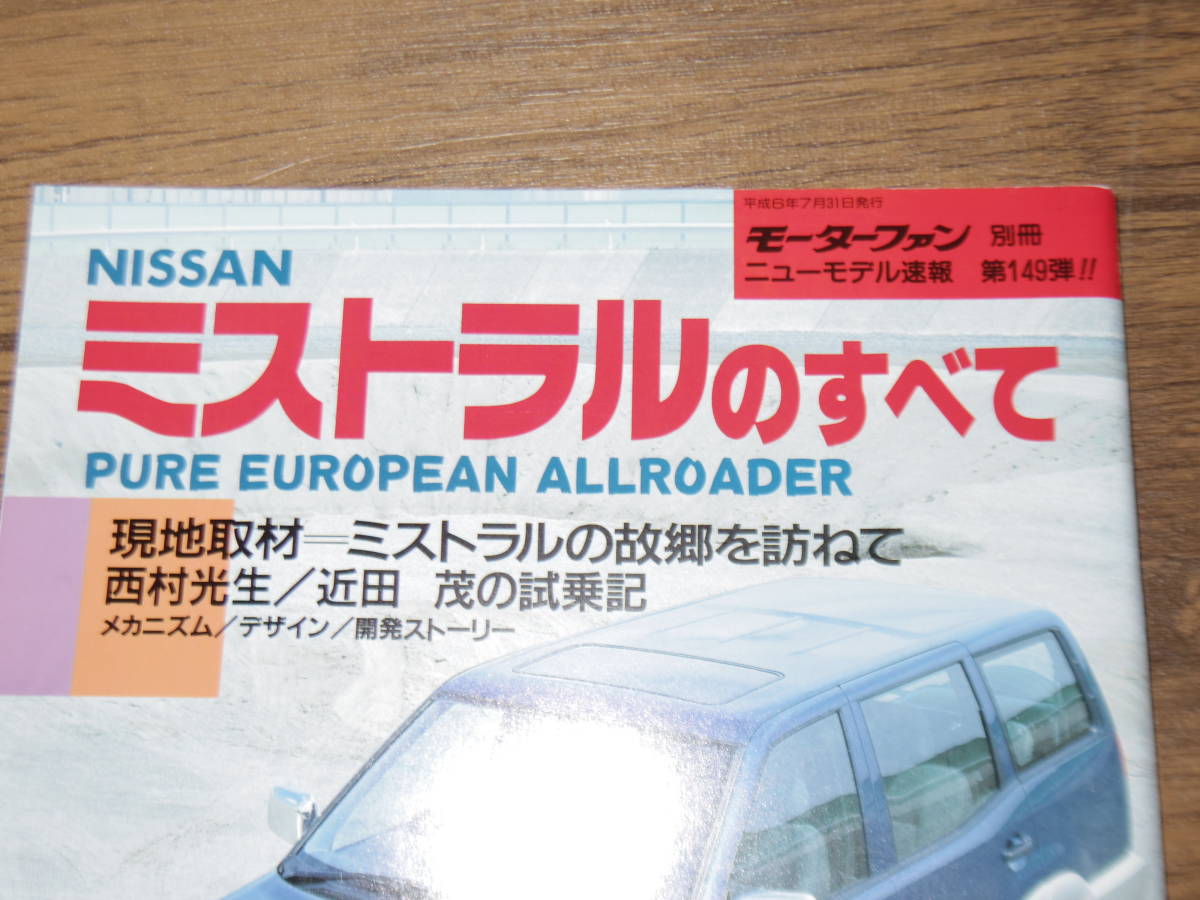 平成6年7月31日発行
モーターファン 別冊
ニューモデル速報 第149弾!!
NISSAN
ミストラルのすべて
PURE EUROPEAN ALLROADER
現地取材=ミストラルの故郷を訪ねて
西村光生/近田 茂の試乗記
メカニズム/デザイン/開発ストーリー